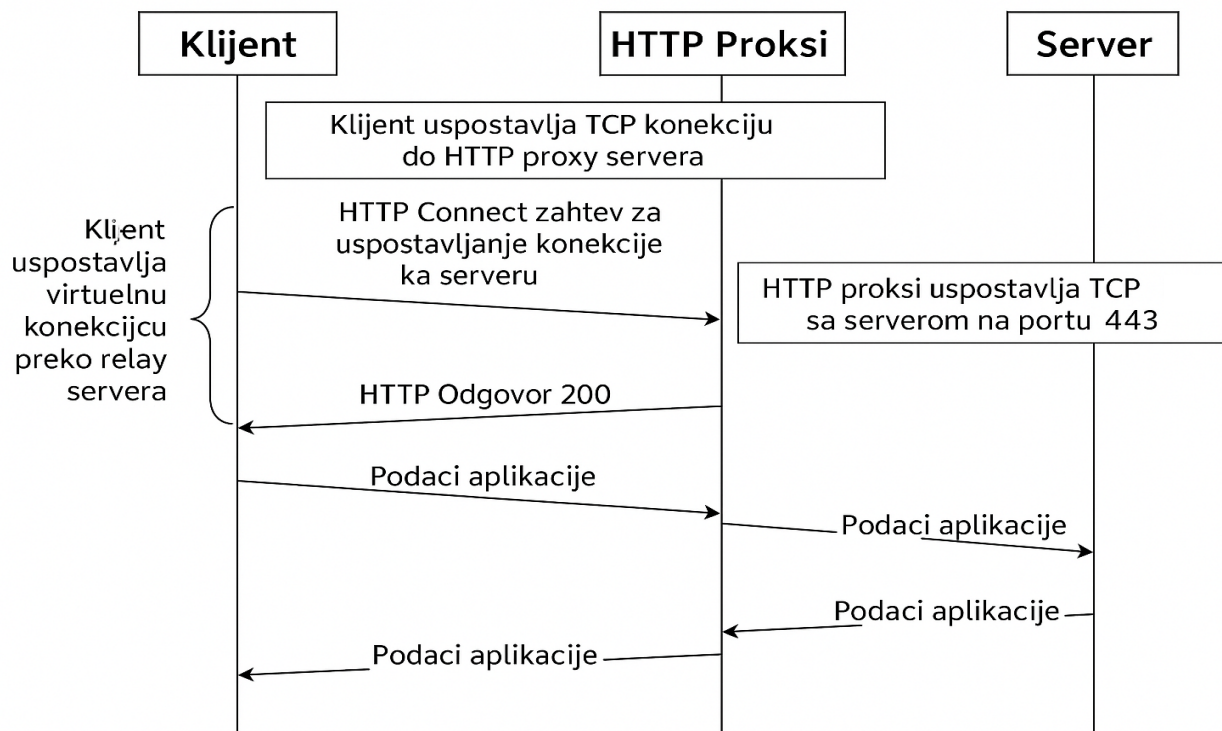 Klijent
HTTP Proksi
Server
Klijent uspostavlja TCP konekciju
do HTTP proxy servera
HTTP Connect zahtev za
uspostavljanje konekcije
ka serveru
Klijent
uspostavlja
virtuelnu
konekcijcu
preko relay
servera
HTTP proksi uspostavlja TCP
sa serverom na portu 443
HTTP Odgovor 200
Podaci aplikacije
Podaci aplikacije
Podaci aplikacije
Podaci aplikacije